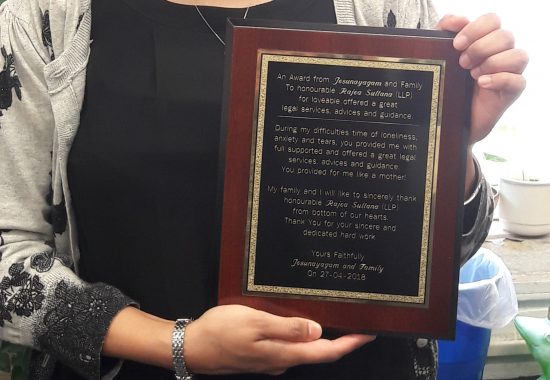 An Award from Jesunayagam and Family
To honourable Rajea Sultana (LLP)
for loveable offered a great
legal services, advices and guidance.
During my difficulties time of loneliness,
anxiety and tears, you provided me with
full supported and offered a great legal
services, advices and guidance.
You provided for me like a mother!
My family and I will like to sincerely thank
honourable Rajea Sultana (LLP)
from bottom of our hearts.
Thank You for your sincere and
dedicated hard work
Yours Faithfully
Jesunayagam and Family
On 27-04-2018